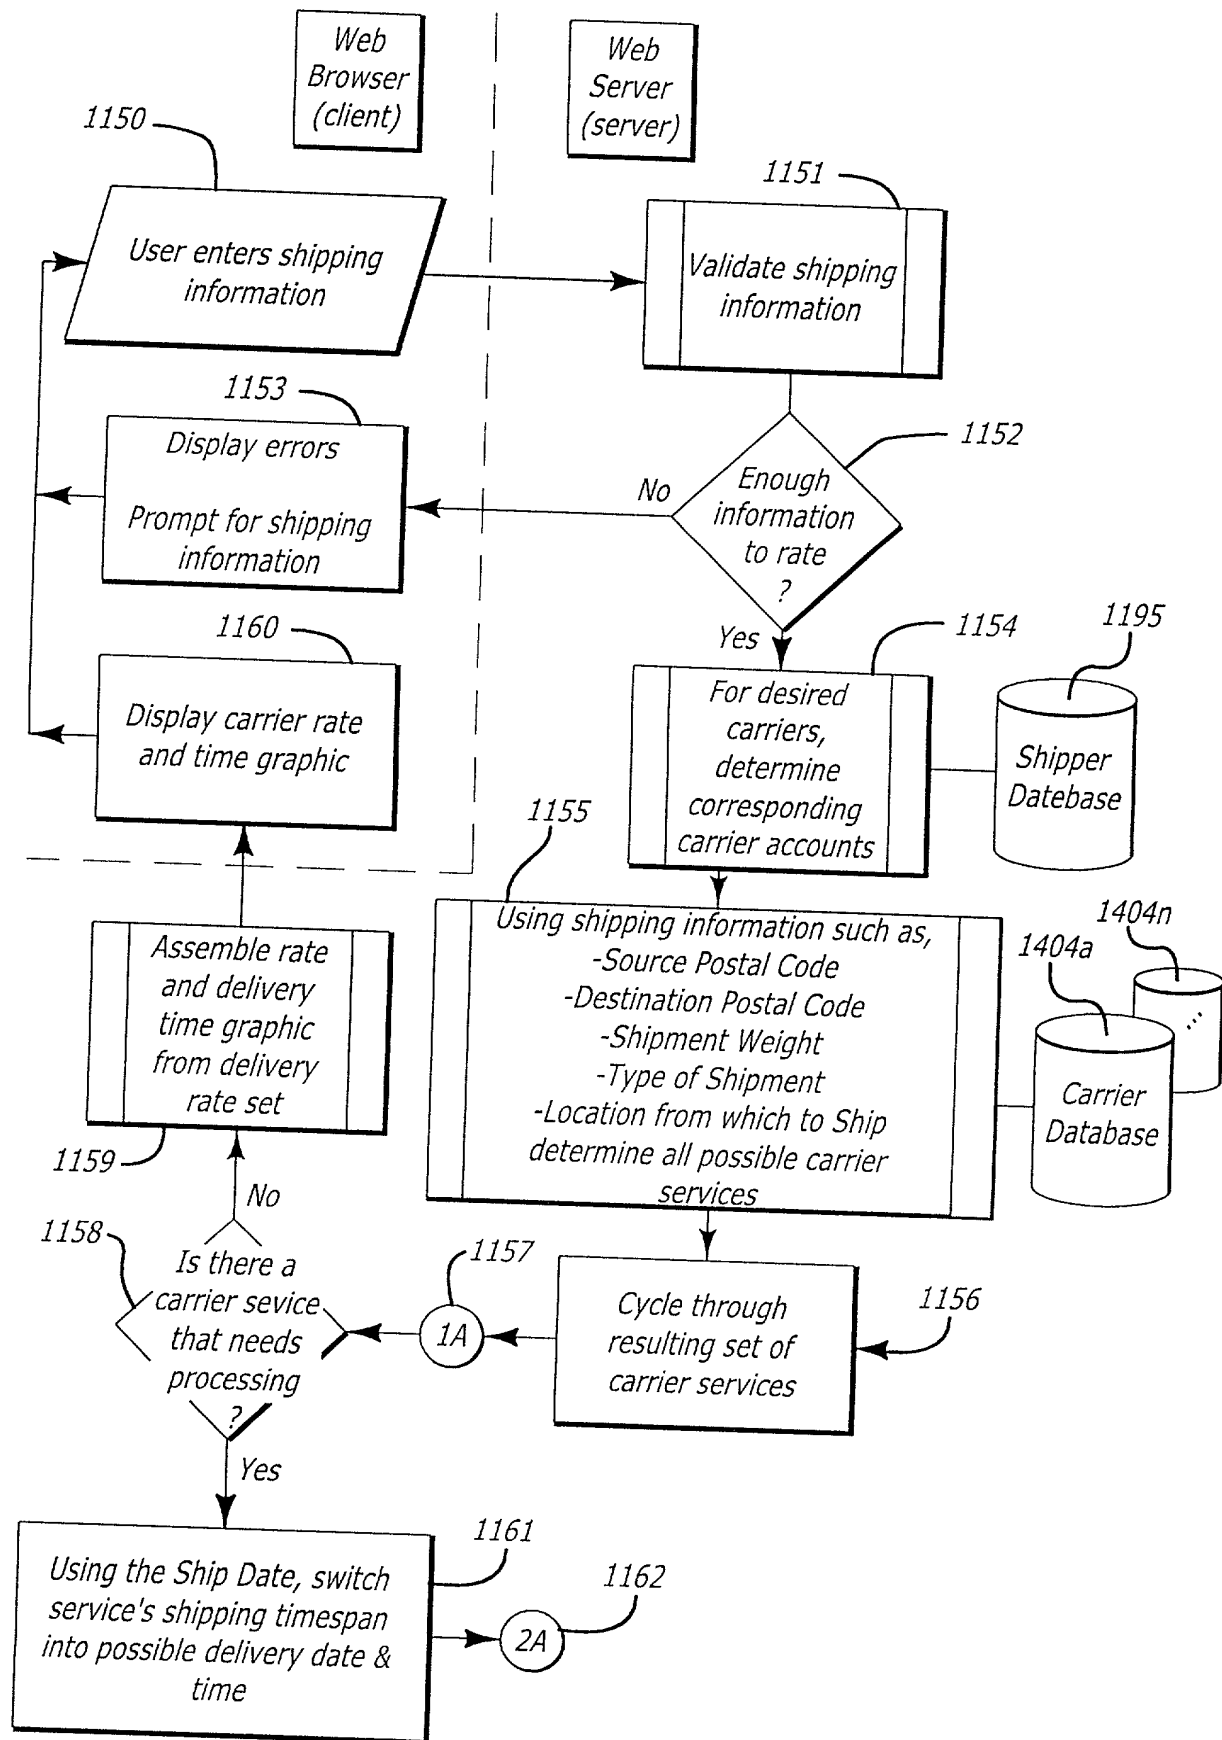 Web
Browser
(client)
Web
Server
(server)
1150
User enters shipping
information
1151
Validate shipping
information
1152
Enough
information
to rate
?
No
Yes
1153
Display errors
Prompt for shipping
information
1160
Display carrier rate
and time graphic
1154
For desired
carriers,
determine
corresponding
carrier accounts
1195
Shipper
Datebase
1155
Using shipping information such as,
-Source Postal Code
-Destination Postal Code
-Shipment Weight
-Type of Shipment
-Location from which to Ship
determine all possible carrier
services
1404n
1404a
Carrier
Database
Assemble rate
and delivery
time graphic
from delivery
rate set
1159
No
1158
Is there a
carrier sevice
that needs
processing
?
Yes
1157
1A
Cycle through
resulting set of
carrier services
1156
1161
Using the Ship Date, switch
service's shipping timespan
into possible delivery date &
time
1162
2A